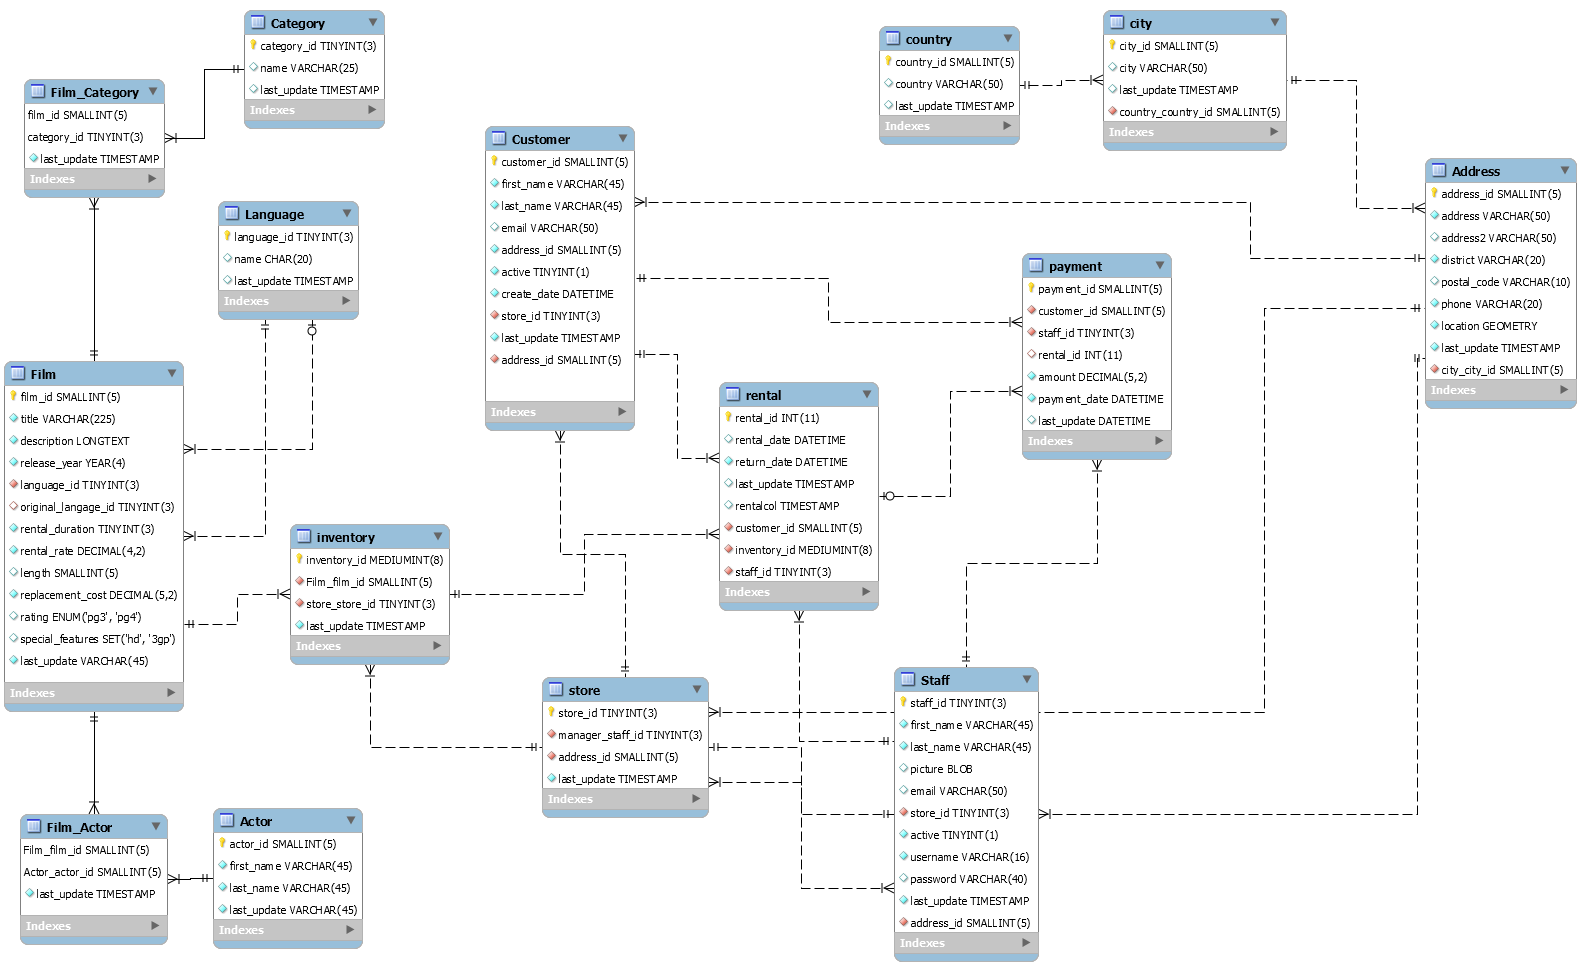 Category
category_id TINYINT(3)
name VARCHAR(25)
last_update TIMESTAMP
Indexes
Film_Category
film_id SMALLINT(5)
category_id TINYINT(3)
last_update TIMESTAMP
Indexes
country
country_id SMALLINT(5)
country VARCHAR(50)
last_update TIMESTAMP
Indexes
city
city_id SMALLINT(5)
city VARCHAR(50)
last_update TIMESTAMP
country_country_id SMALLINT(5)
Indexes
Customer
customer_id SMALLINT(5)
first_name VARCHAR(45)
last_name VARCHAR(45)
email VARCHAR(50)
address_id SMALLINT(5)
active TINYINT(1)
create_date DATETIME
store_id TINYINT(3)
last_update TIMESTAMP
address_id SMALLINT(5)
Indexes
Address
address_id SMALLINT(5)
address VARCHAR(50)
address2 VARCHAR(50)
district VARCHAR(20)
postal_code VARCHAR(10)
phone VARCHAR(20)
location GEOMETRY
last_update TIMESTAMP
city_city_id SMALLINT(5)
Indexes
Language
language_id TINYINT(3)
name CHAR(20)
last_update TIMESTAMP
Indexes
payment
payment_id SMALLINT(5)
customer_id SMALLINT(5)
staff_id TINYINT(3)
rental_id INT(11)
amount DECIMAL(5,2)
payment_date DATETIME
last_update DATETIME
Indexes
Film
film_id SMALLINT(5)
title VARCHAR(225)
description LONGTEXT
release_year YEAR(4)
language_id TINYINT(3)
original_langage_id TINYINT(3)
rental_duration TINYINT(3)
rental_rate DECIMAL(4,2)
length SMALLINT(5)
replacement_cost DECIMAL(5,2)
rating ENUM('pg3', 'pg4')
special_features SET('hd', '3gp')
last_update VARCHAR(45)
Indexes
rental
rental_id INT(11)
rental_date DATETIME
return_date DATETIME
last_update TIMESTAMP
rentalcol TIMESTAMP
customer_id SMALLINT(5)
inventory_id MEDIUMINT(8)
staff_id TINYINT(3)
Indexes
inventory
inventory_id MEDIUMINT(8)
Film_film_id SMALLINT(5)
store_store_id TINYINT(3)
last_update TIMESTAMP
Indexes
store
store_id TINYINT(3)
manager_staff_id TINYINT(3)
address_id SMALLINT(5)
last_update TIMESTAMP
Indexes
Staff
staff_id TINYINT(3)
first_name VARCHAR(45)
last_name VARCHAR(45)
picture BLOB
email VARCHAR(50)
store_id TINYINT(3)
active TINYINT(1)
username VARCHAR(16)
password VARCHAR(40)
last_update TIMESTAMP
address_id SMALLINT(5)
Indexes
Film_Actor
Film_film_id SMALLINT(5)
Actor_actor_id SMALLINT(5)
last_update TIMESTAMP
Indexes
Actor
actor_id SMALLINT(5)
first_name VARCHAR(45)
last_name VARCHAR(45)
last_update VARCHAR(45)
Indexes